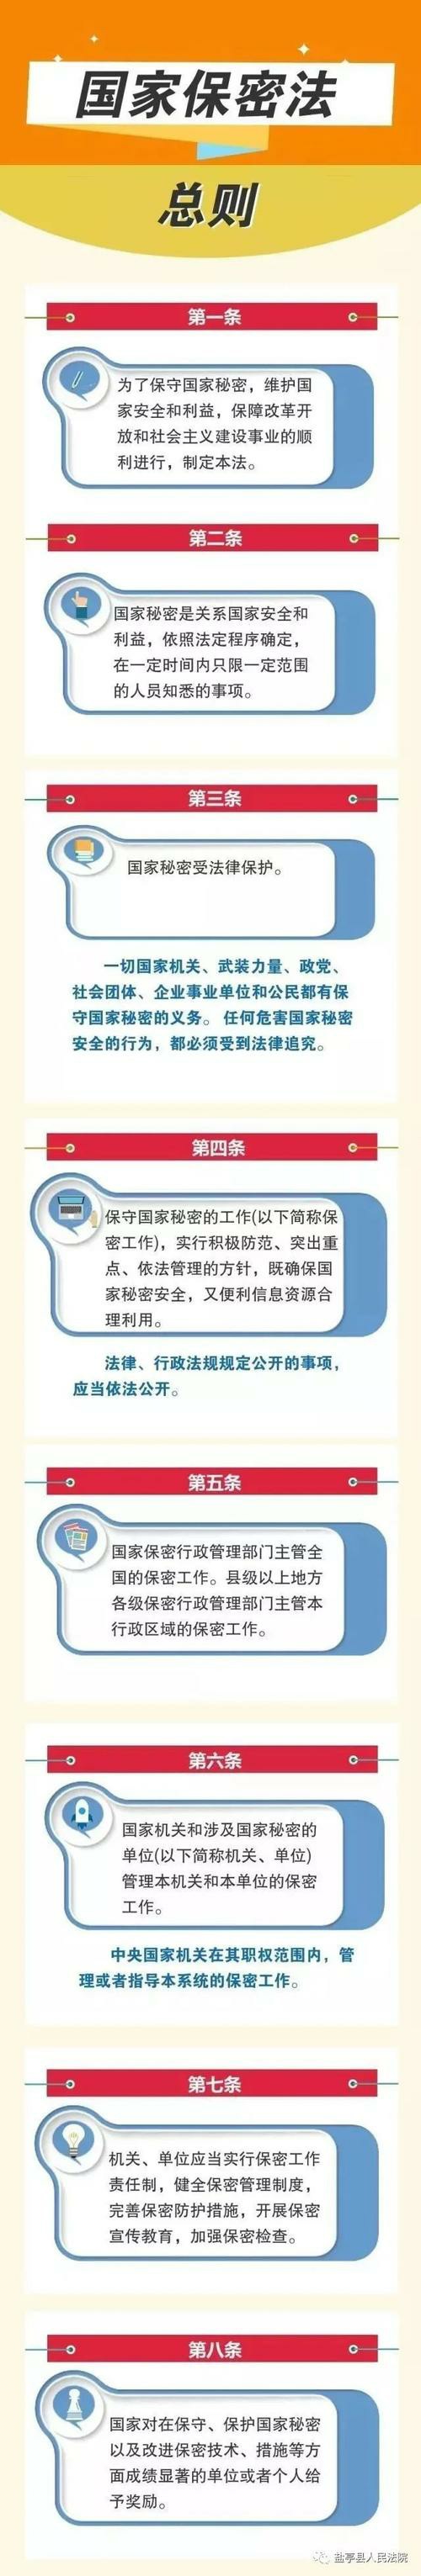 国家保密法
总则
第一条
为了保守国家秘密，维护国
家安全和利益，保障改革开
放和社会主义建设事业的顺
利进行，制定本法。
第二条
国家秘密是关系国家安全和
利益，依照法定程序确定，
在一定时间内只限一定范围
的人员知悉的事项。
第三条
国家秘密受法律保护。
一切国家机关、武装力量、政党、
社会团体、企业事业单位和公民都有保
守国家秘密的义务。 任何危害国家秘密
安全的行为，都必须受到法律追究。
第四条
保守国家秘密的工作(以下简称保
密工作)，实行积极防范、突出重
点、依法管理的方针，既确保国
家秘密安全，又便利信息资源合
理利用。
法律、行政法规规定公开的事项，
应当依法公开。
第五条
国家保密行政管理部门主管全
国的保密工作。县级以上地方
各级保密行政管理部门主管本
行政区域的保密工作。
第六条
国家机关和涉及国家秘密的
单位(以下简称机关、单位)
管理本机关和本单位的保密
工作。
中央国家机关在其职权范围内，管
理或者指导本系统的保密工作。
第七条
机关、单位应当实行保密工作
责任制，健全保密管理制度，
完善保密防护措施，开展保密
宣传教育，加强保密检查。
第八条
国家对在保守、保护国家秘密
以及改进保密技术、措施等方
面成绩显著的单位或者个人给
予奖励。
盐亭县人民法院